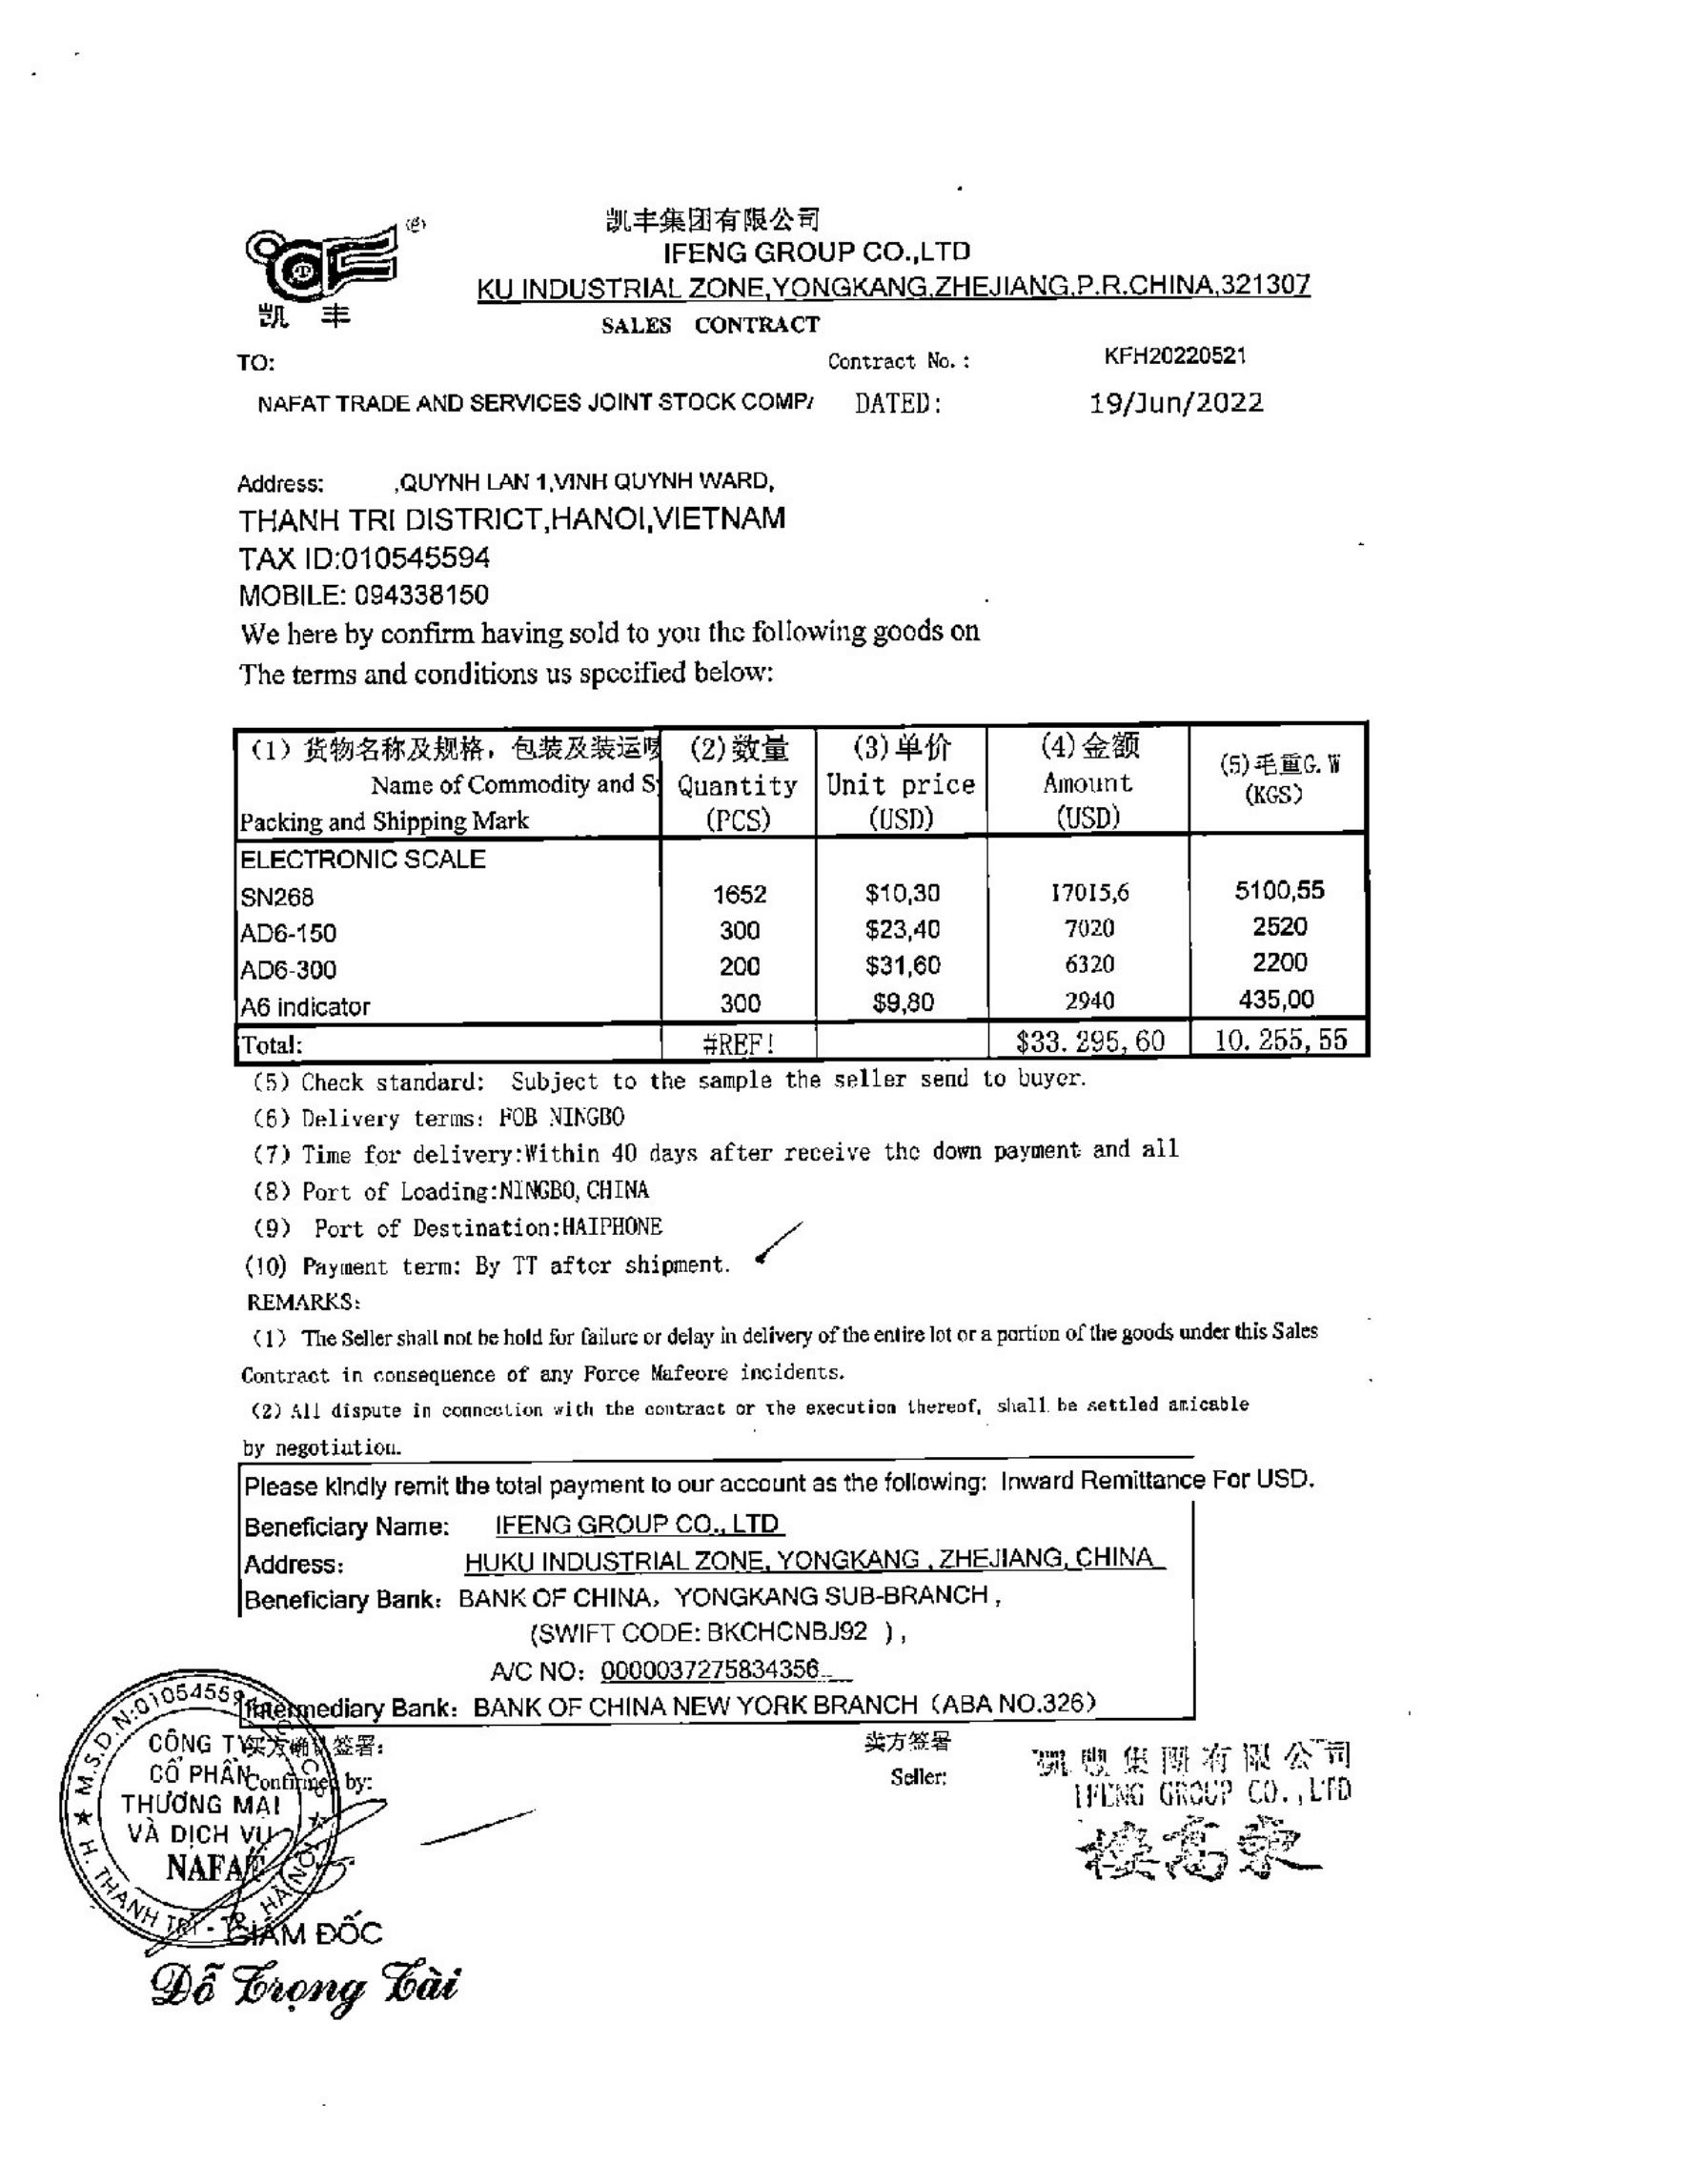 凯丰集团有限公司
IFENG GROUP CO.,LTD
KU INDUSTRIAL ZONE,YONGKANG,ZHEJIANG,P.R.CHINA,321307
凯 丰
SALES CONTRACT
TO: Contract No.: KFH20220521
NAFAT TRADE AND SERVICES JOINT STOCK COMP DATED: 19/Jun/2022
Address: ,QUYNH LAN 1,VINH QUYNH WARD,
THANH TRI DISTRICT,HANOI,VIETNAM
TAX ID:010545594
MOBILE: 094338150
We here by confirm having sold to you the following goods on
The terms and conditions us specified below:
(1) 货物名称及规格，包装及装运 (2)数量 (3)单价 (4)金额 (5)毛重G.W
Name of Commodity and S Quantity Unit price Amount (KGS)
Packing and Shipping Mark (PCS) (USD) (USD)
ELECTRONIC SCALE
SN268 1652 $10,30 17015,6 5100,55
AD6-150 300 $23,40 7020 2520
AD6-300 200 $31,60 6320 2200
A6 indicator 300 $9,80 2940 435,00
Total: #REF! $33.295,60 10.255,55
(5) Check standard: Subject to the sample the seller send to buyer.
(6) Delivery terms: FOB NINGBO
(7) Time for delivery:Within 40 days after receive the down payment and all
(8) Port of Loading:NINGBO,CHINA
(9) Port of Destination:HAIPHONE
(10) Payment term: By TT after shipment.
REMARKS:
(1) The Seller shall not be hold for failure or delay in delivery of the entire lot or a portion of the goods under this Sales
Contract in consequence of any Force Mafeore incidents.
(2) All dispute in connection with the contract or the execution thereof, shall be settled amicable
by negotiation.
Please kindly remit the total payment to our account as the following: Inward Remittance For USD.
Beneficiary Name: IFENG GROUP CO., LTD
Address: HUKU INDUSTRIAL ZONE, YONGKANG , ZHEJIANG, CHINA
Beneficiary Bank: BANK OF CHINA, YONGKANG SUB-BRANCH ,
(SWIFT CODE: BKCHCNBJ92 ) ,
A/C NO: 0000037275834356
Intermediary Bank: BANK OF CHINA NEW YORK BRANCH (ABA NO.326)
买方确认签署: 卖方签署
Confirmed by: Seller:
凱豐集團有限公司
IFENG GROUP CO.,LTD
M.S.D.N:01054559
CÔNG TY
CỔ PHẦN
THƯƠNG MẠI
VÀ DỊCH VỤ
NAFAT
H. THANH TRÌ - TP. HÀ NỘI
GIÁM ĐỐC
Đỗ Trọng Tài